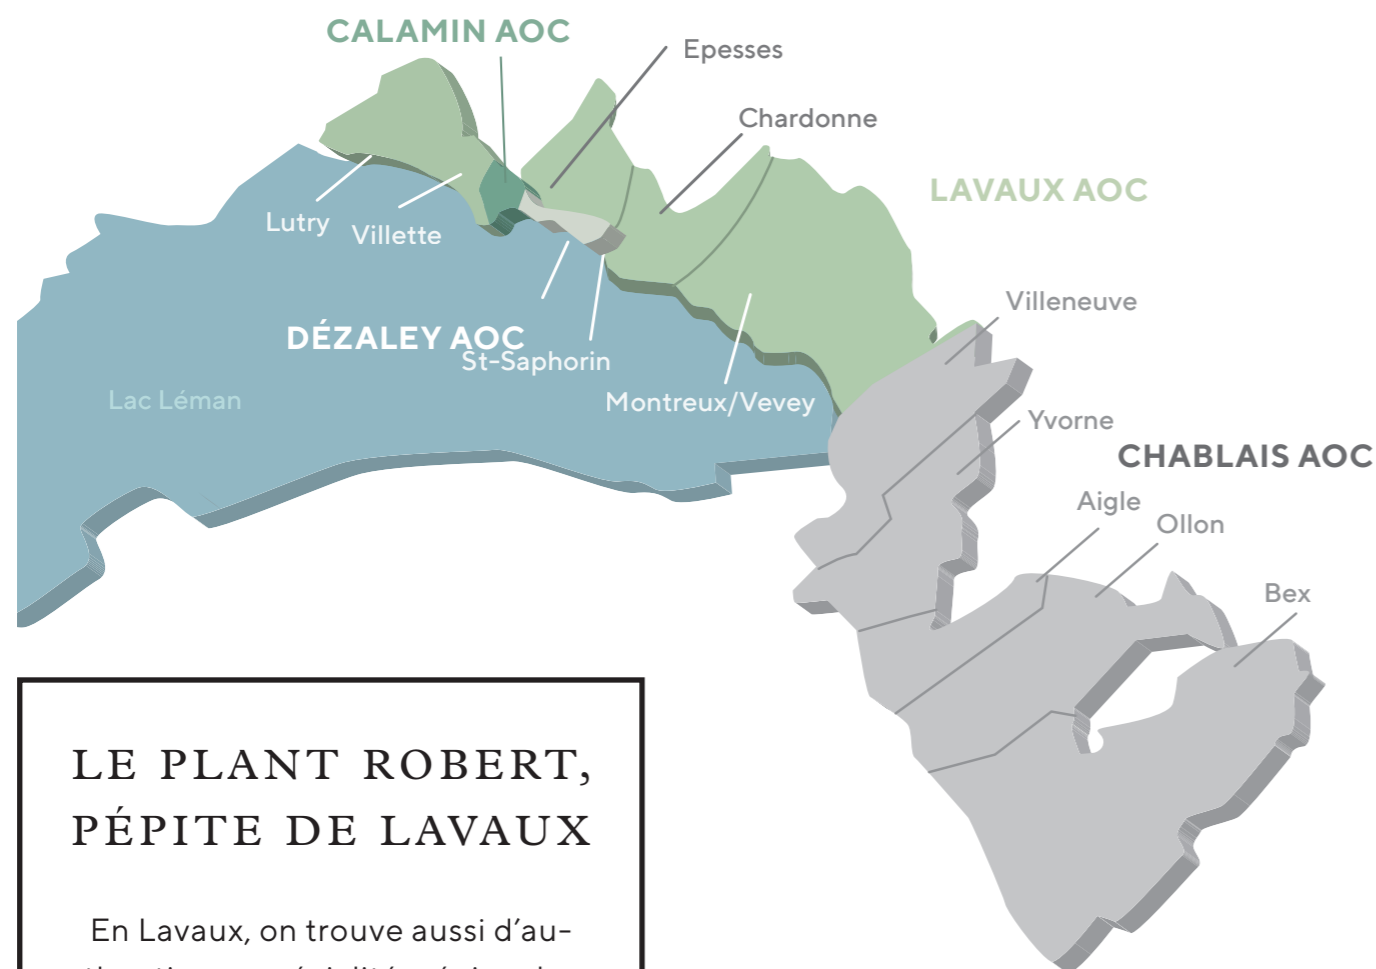 CALAMIN AOC
Epesses
Chardonne
LAVAUX AOC
Lutry
Villette
Villeneuve
DÉZALEY AOC
St-Saphorin
Lac Léman
Montreux/Vevey
Yvorne
CHABLAIS AOC
Aigle
Ollon
Bex
LE PLANT ROBERT,
PÉPITE DE LAVAUX
En Lavaux, on trouve aussi d’au-